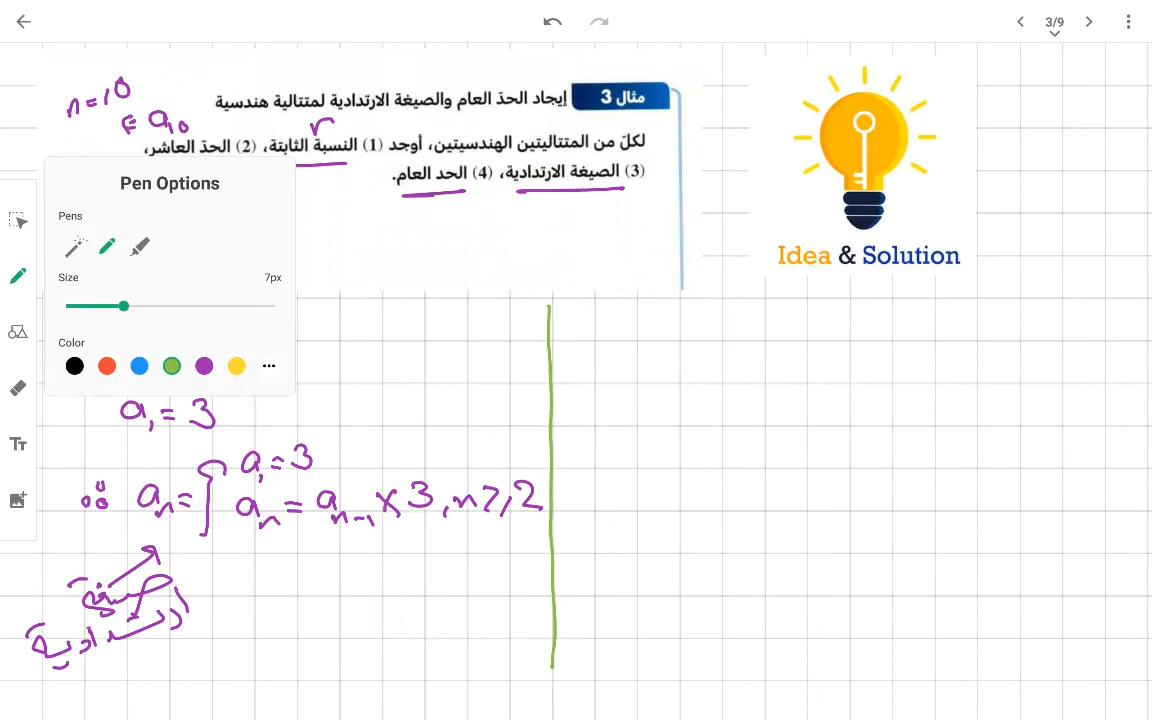 3/9
مثال 3 إيجاد الحدّ العام والصيغة الارتدادية لمتتالية هندسية
لكلّ من المتتاليتين الهندسيتين، أوجد (1) النسبة الثابتة، (2) الحدّ العاشر،
(3) الصيغة الارتدادية، (4) الحد العام.
n = 10
a₁₀
r
Idea & Solution
Pen Options
Pens
Size 7px
Color
Tт
a₁ = 3
a₁ = 3
∴ aₙ = { aₙ = aₙ₋₁ × 3 , n ≥ 2
صيغة
ارتدادية